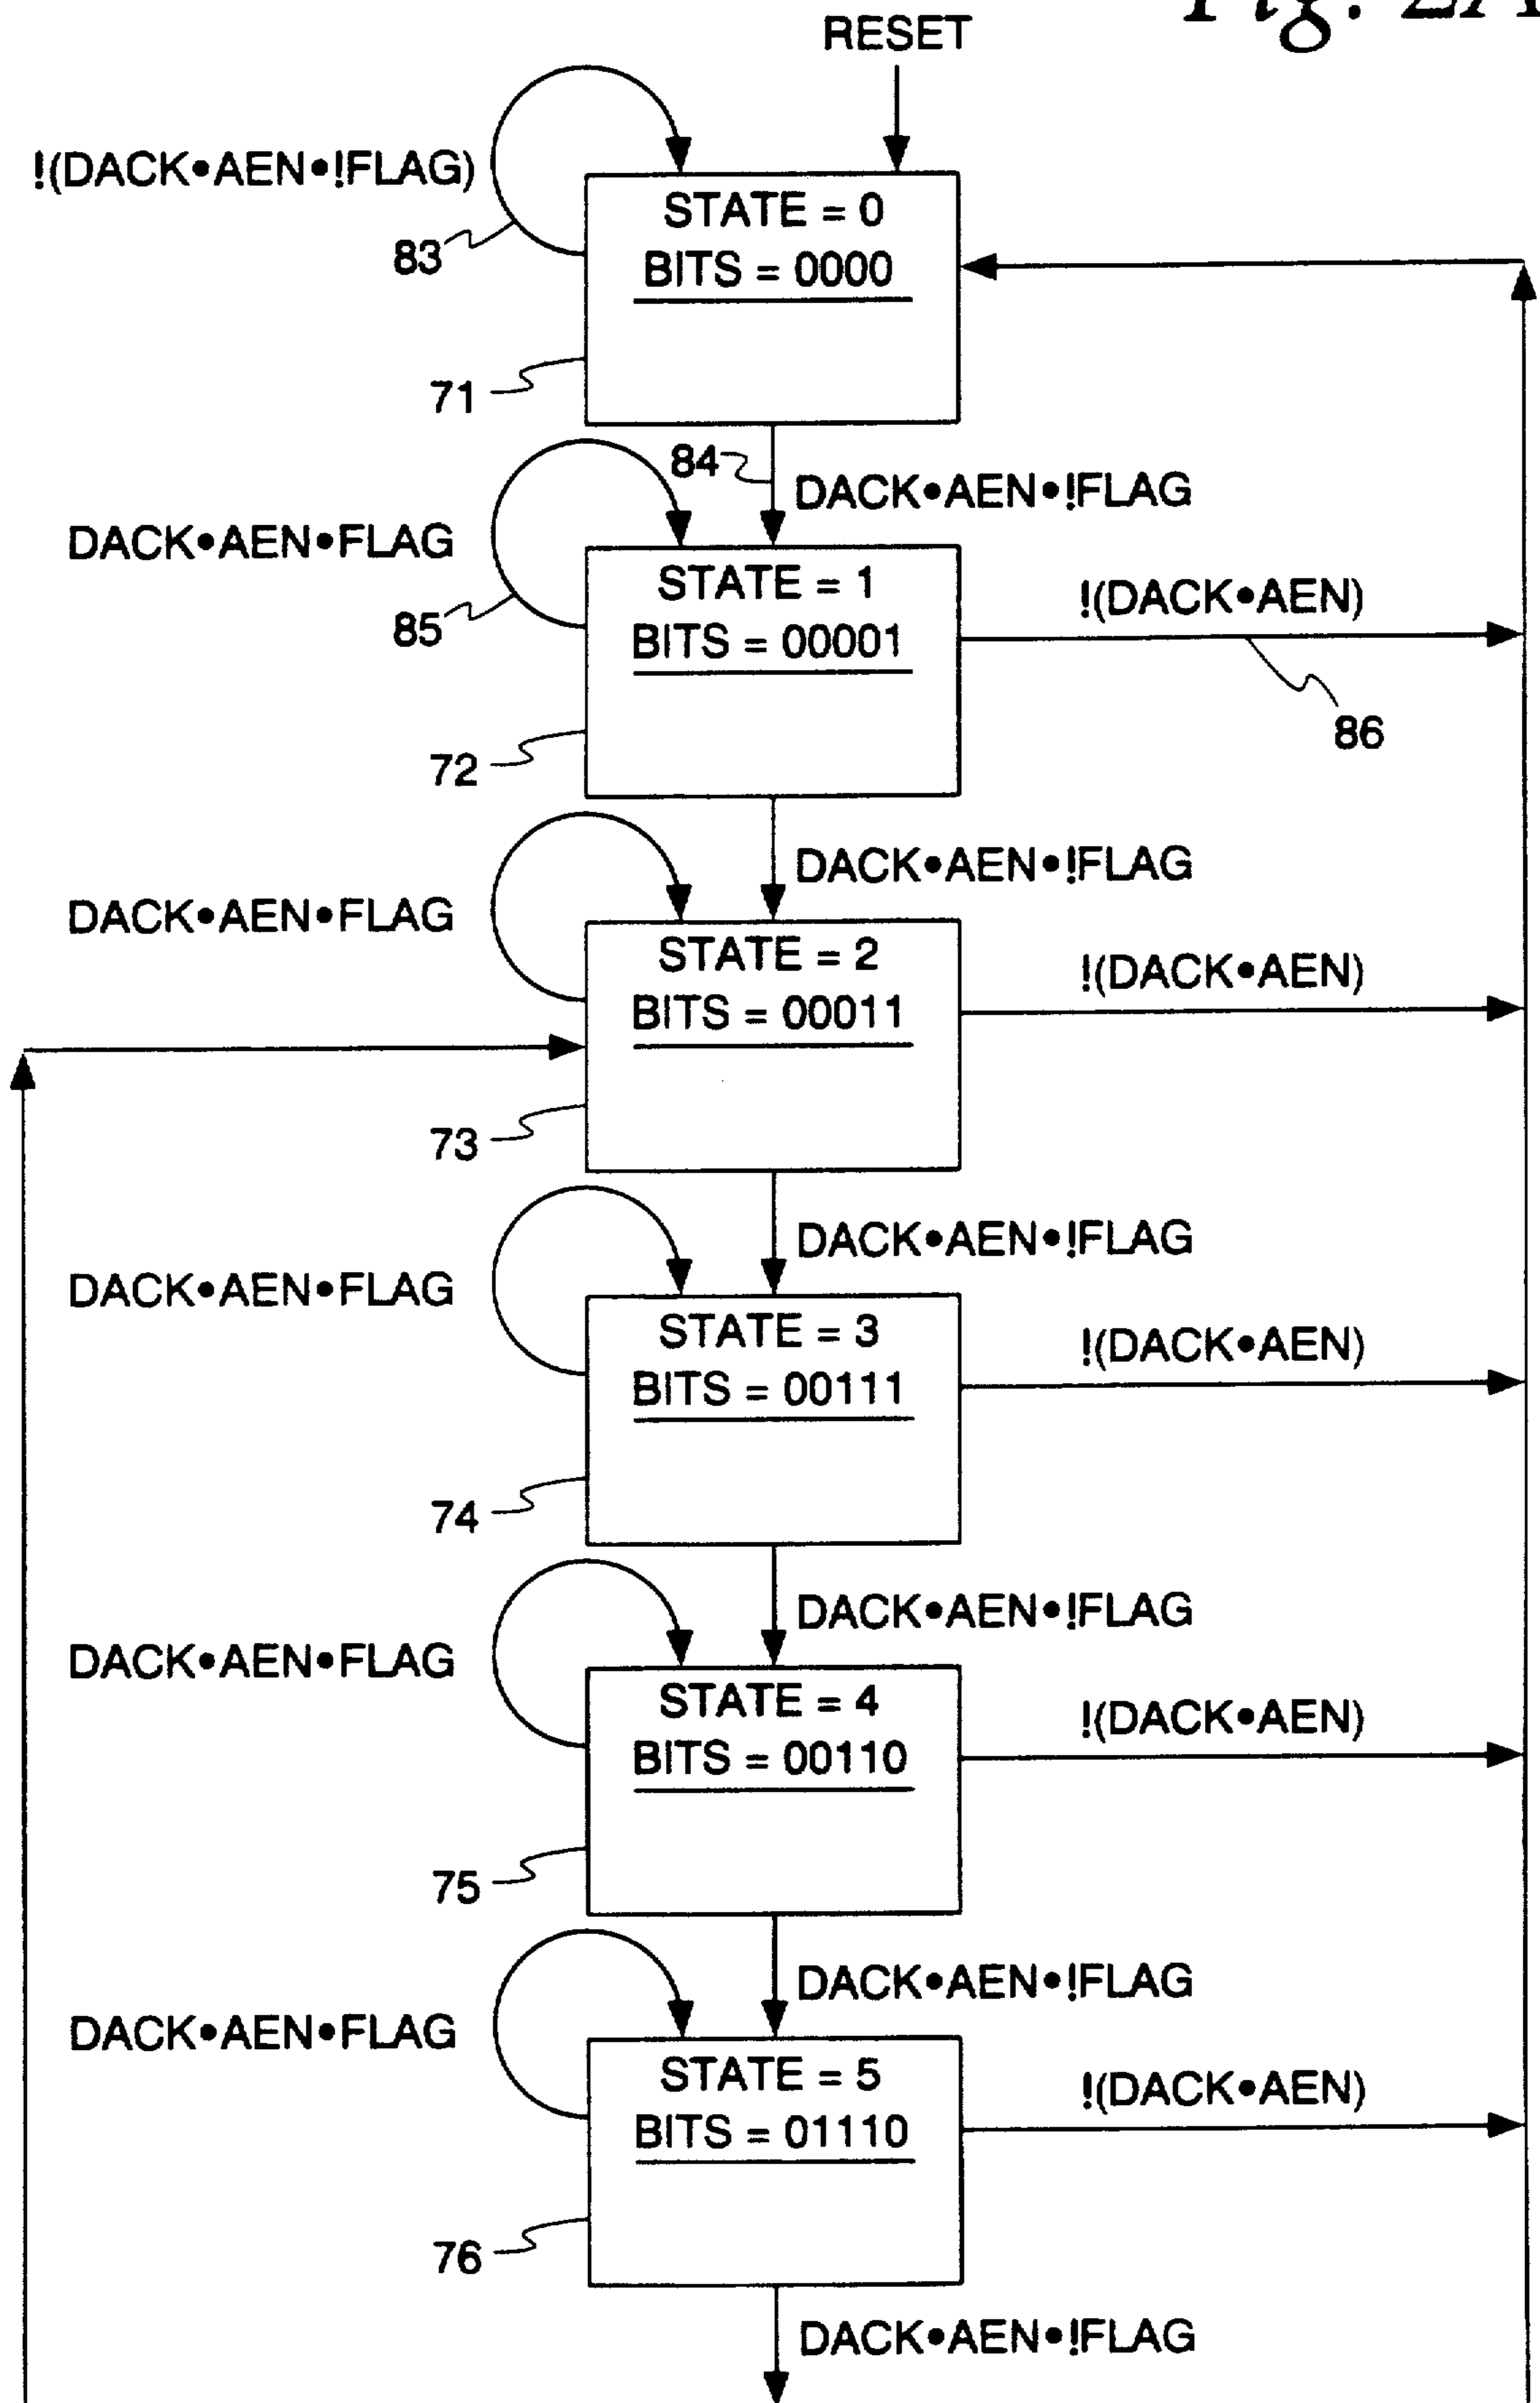 Fig. 2A
RESET
!(DACK•AEN•!FLAG)
83
STATE = 0
BITS = 0000
71
84
DACK•AEN•!FLAG
DACK•AEN•FLAG
85
STATE = 1
BITS = 00001
!(DACK•AEN)
86
72
DACK•AEN•!FLAG
DACK•AEN•FLAG
STATE = 2
BITS = 00011
!(DACK•AEN)
73
DACK•AEN•!FLAG
DACK•AEN•FLAG
STATE = 3
BITS = 00111
!(DACK•AEN)
74
DACK•AEN•!FLAG
DACK•AEN•FLAG
STATE = 4
BITS = 00110
!(DACK•AEN)
75
DACK•AEN•!FLAG
DACK•AEN•FLAG
STATE = 5
BITS = 01110
!(DACK•AEN)
76
DACK•AEN•!FLAG